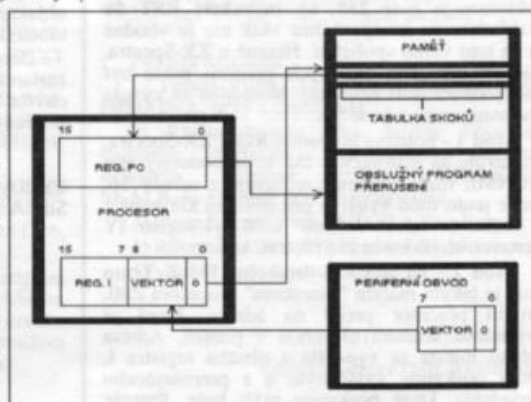 PAMĚŤ
TABULKA SKOKŮ
OBSLUŽNÝ PROGRAM
PŘERUŠENÍ
15 0
REG. PC
PROCESOR
15 7 8 0
REG. I VEKTOR 0
PERIFERNÍ OBVOD
7 0
VEKTOR 0